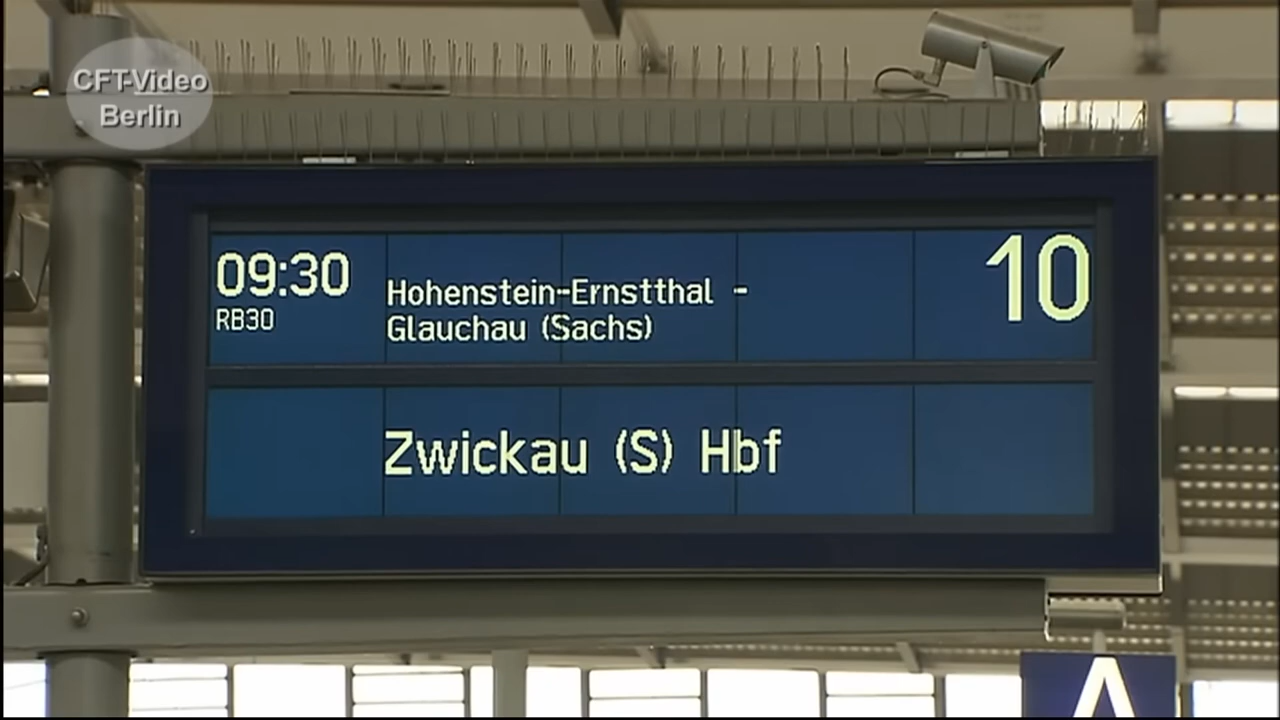 CFT-Video
Berlin
09:30
10
RB30
Hohenstein-Ernstthal -
Glauchau (Sachs)
Zwickau (S) Hbf
A